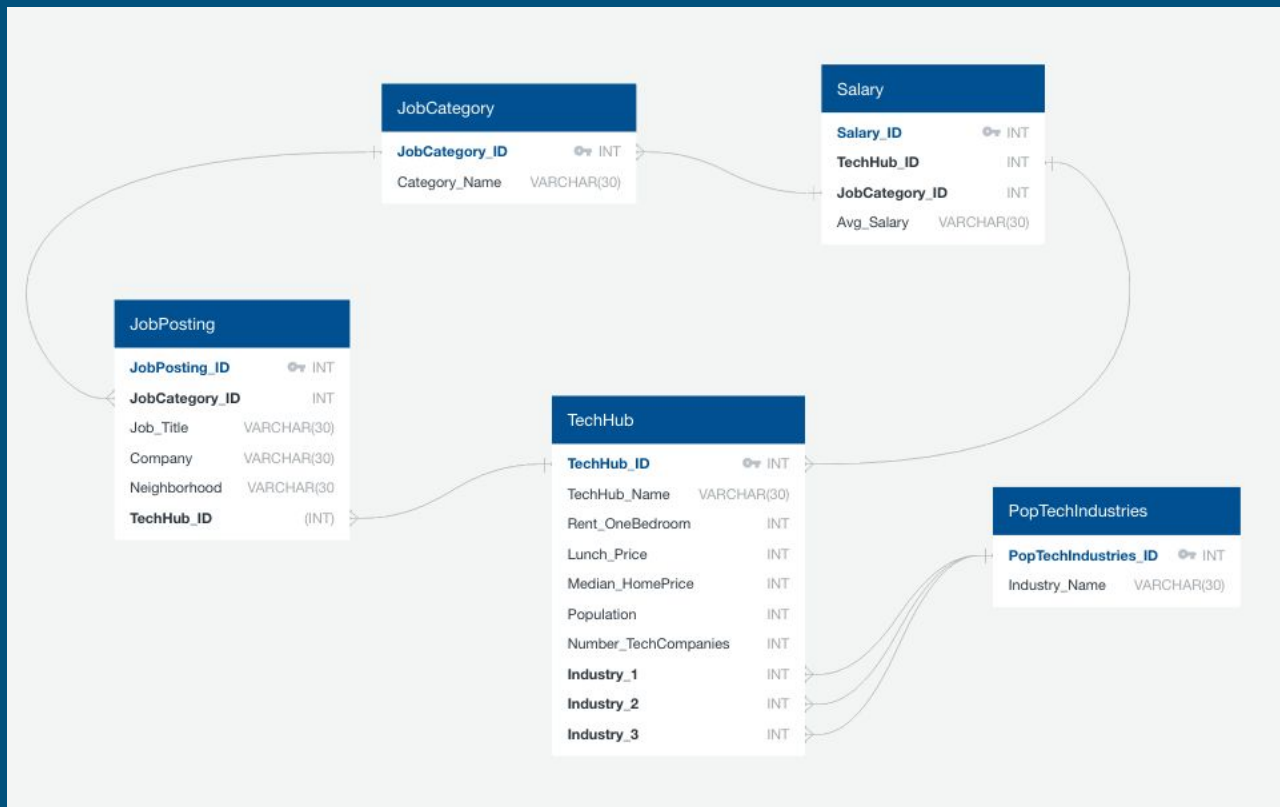 JobCategory
JobCategory_ID INT
Category_Name VARCHAR(30)
Salary
Salary_ID INT
TechHub_ID INT
JobCategory_ID INT
Avg_Salary VARCHAR(30)
JobPosting
JobPosting_ID INT
JobCategory_ID INT
Job_Title VARCHAR(30)
Company VARCHAR(30)
Neighborhood VARCHAR(30
TechHub_ID (INT)
TechHub
TechHub_ID INT
TechHub_Name VARCHAR(30)
Rent_OneBedroom INT
Lunch_Price INT
Median_HomePrice INT
Population INT
Number_TechCompanies INT
Industry_1 INT
Industry_2 INT
Industry_3 INT
PopTechIndustries
PopTechIndustries_ID INT
Industry_Name VARCHAR(30)